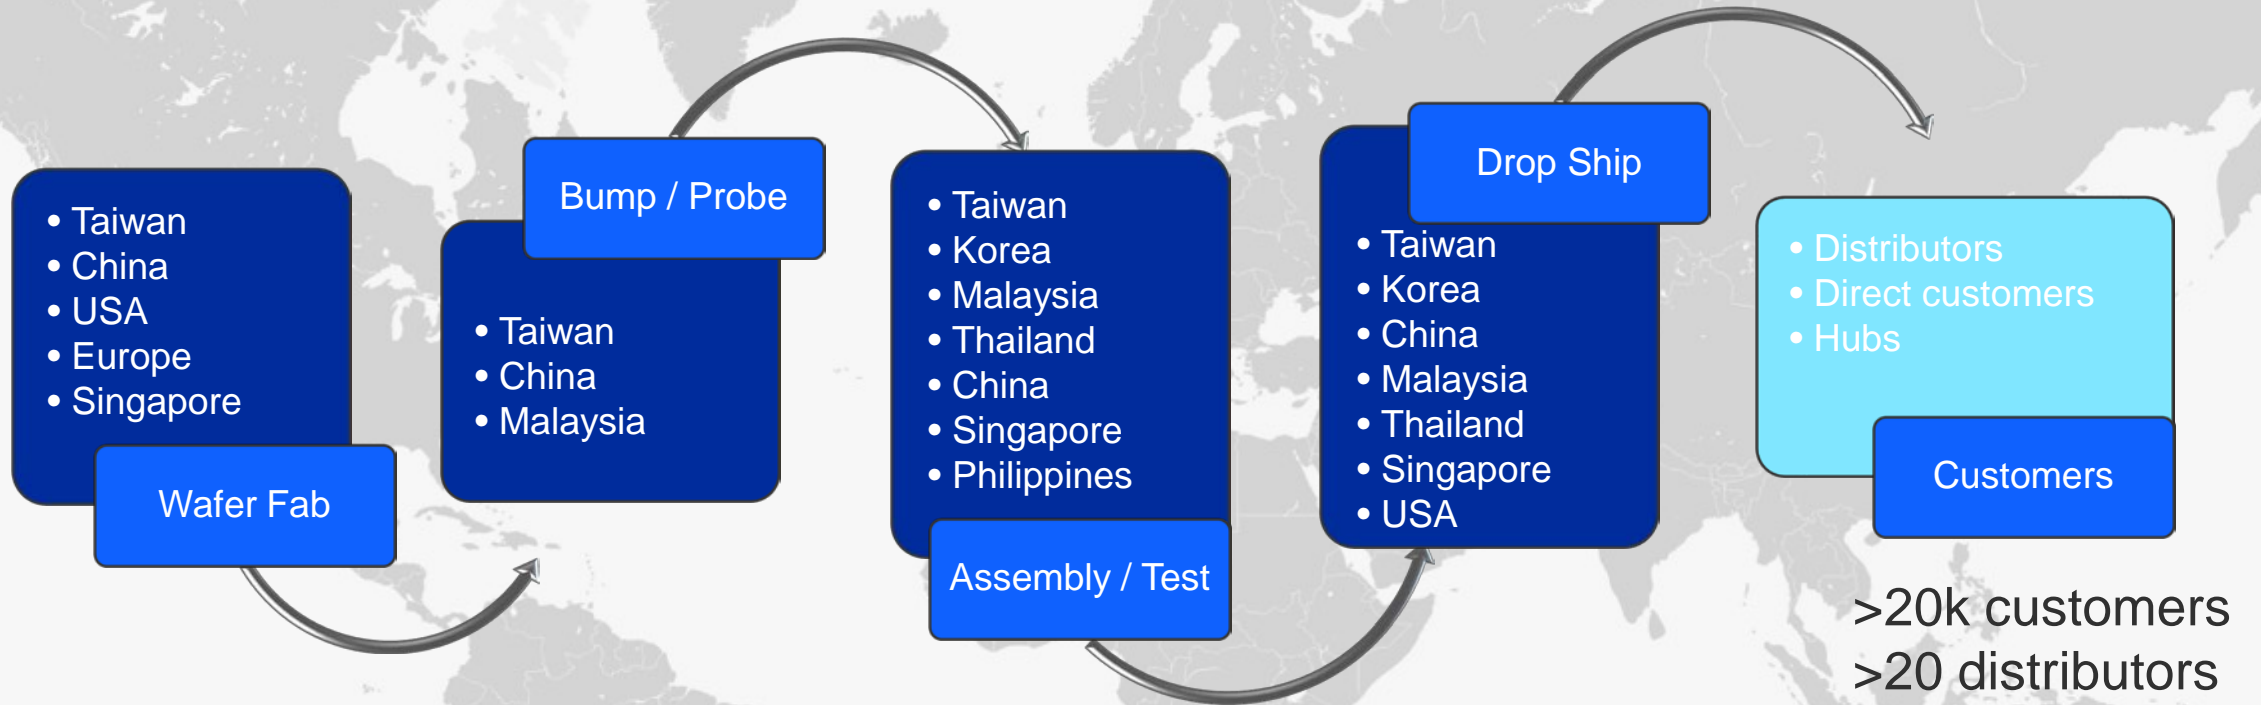 • Taiwan
• China
• USA
• Europe
• Singapore
Wafer Fab
Bump / Probe
• Taiwan
• China
• Malaysia
• Taiwan
• Korea
• Malaysia
• Thailand
• China
• Singapore
• Philippines
Assembly / Test
Drop Ship
• Taiwan
• Korea
• China
• Malaysia
• Thailand
• Singapore
• USA
• Distributors
• Direct customers
• Hubs
Customers
>20k customers
>20 distributors